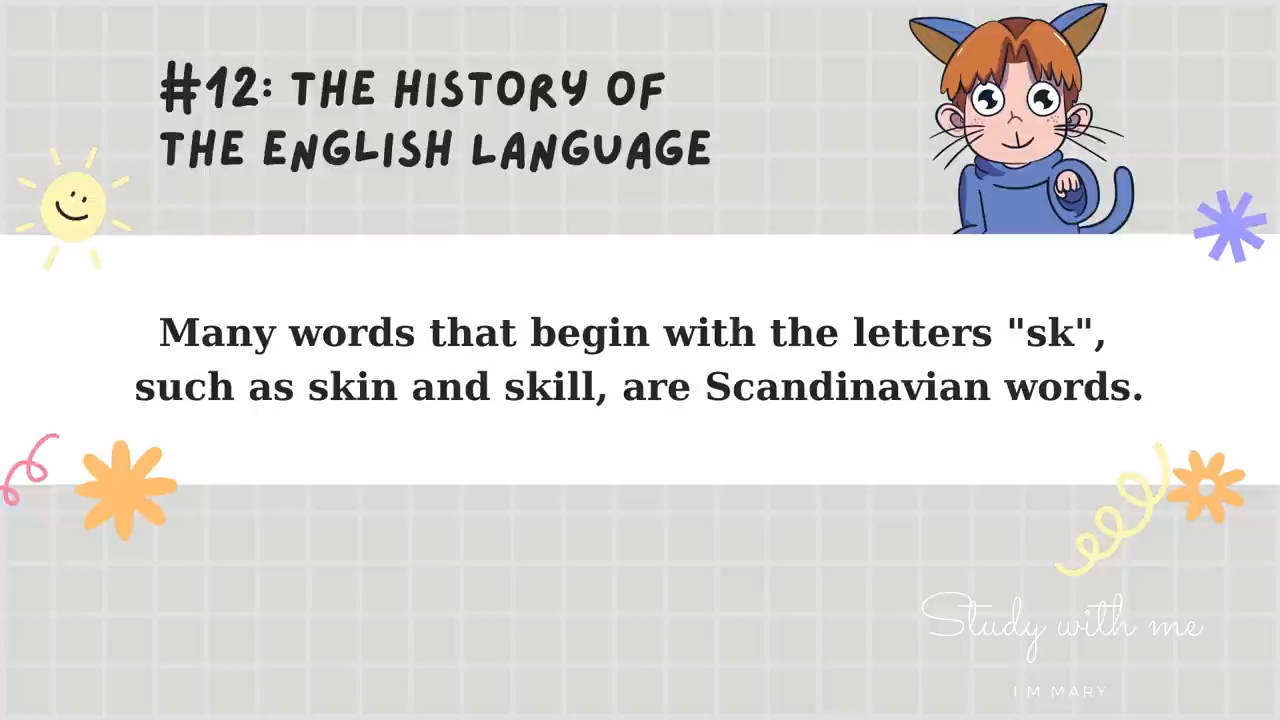 #12: THE HISTORY OF
THE ENGLISH LANGUAGE
Many words that begin with the letters "sk",
such as skin and skill, are Scandinavian words.
Study with me
I M MARY